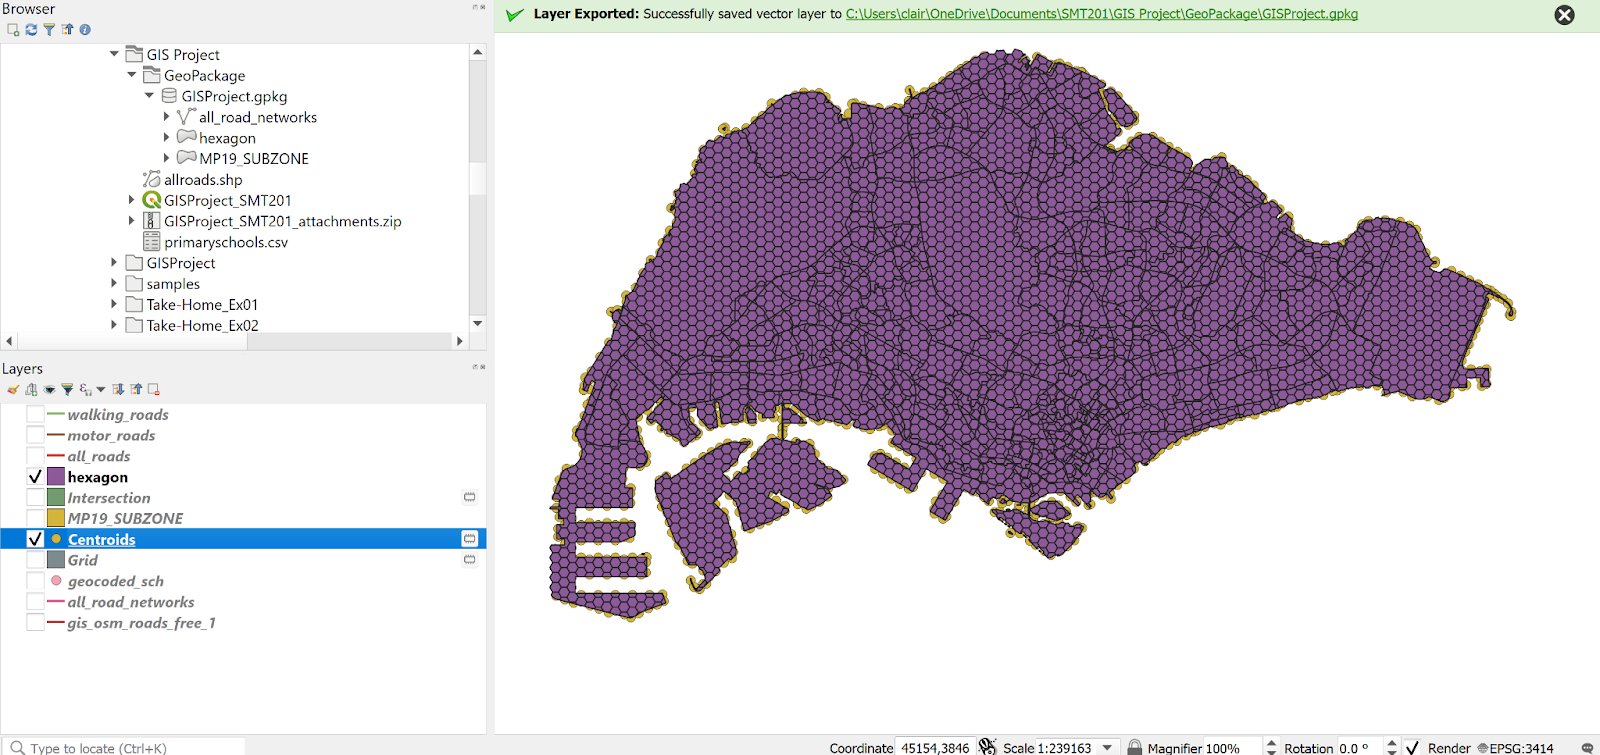 Browser
Layer Exported: Successfully saved vector layer to C:\Users\clair\OneDrive\Documents\SMT201\GIS Project\GeoPackage\GISProject.gpkg
GIS Project
GeoPackage
GISProject.gpkg
all_road_networks
hexagon
MP19_SUBZONE
allroads.shp
GISProject_SMT201
GISProject_SMT201_attachments.zip
primaryschools.csv
GISProject
samples
Take-Home_Ex01
Take-Home_Ex02
Layers
walking_roads
motor_roads
all_roads
hexagon
Intersection
MP19_SUBZONE
Centroids
Grid
geocoded_sch
all_road_networks
gis_osm_roads_free_1
Type to locate (Ctrl+K)
Coordinate 45154,3846 Scale 1:239163 Magnifier 100% Rotation 0.0 ° Render EPSG:3414